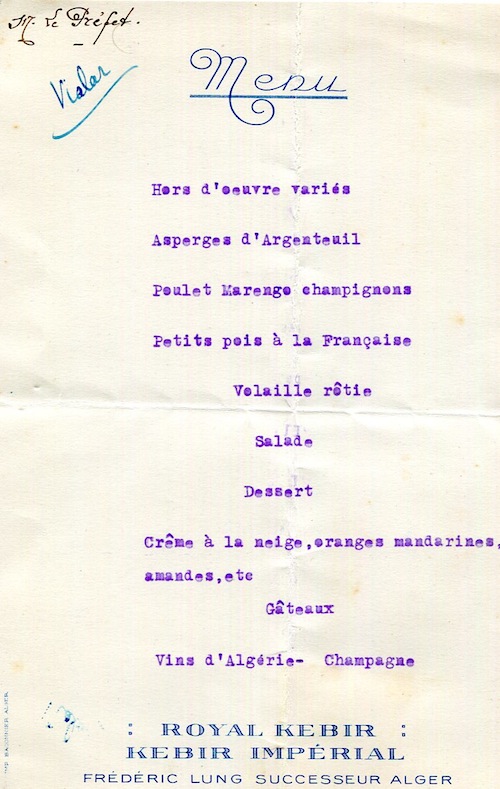 M. Le Préfet.
Vialar
Menu
Hors d'oeuvre variés
Asperges d'Argenteuil
Poulet Marengo champignons
Petits pois à la Française
Volaille rôtie
Salade
Dessert
Crême à la neige,oranges mandarines,
amandes,etc
Gâteaux
Vins d'Algérie- Champagne
: ROYAL KEBIR :
KEBIR IMPÉRIAL
FRÉDÉRIC LUNG SUCCESSEUR ALGER